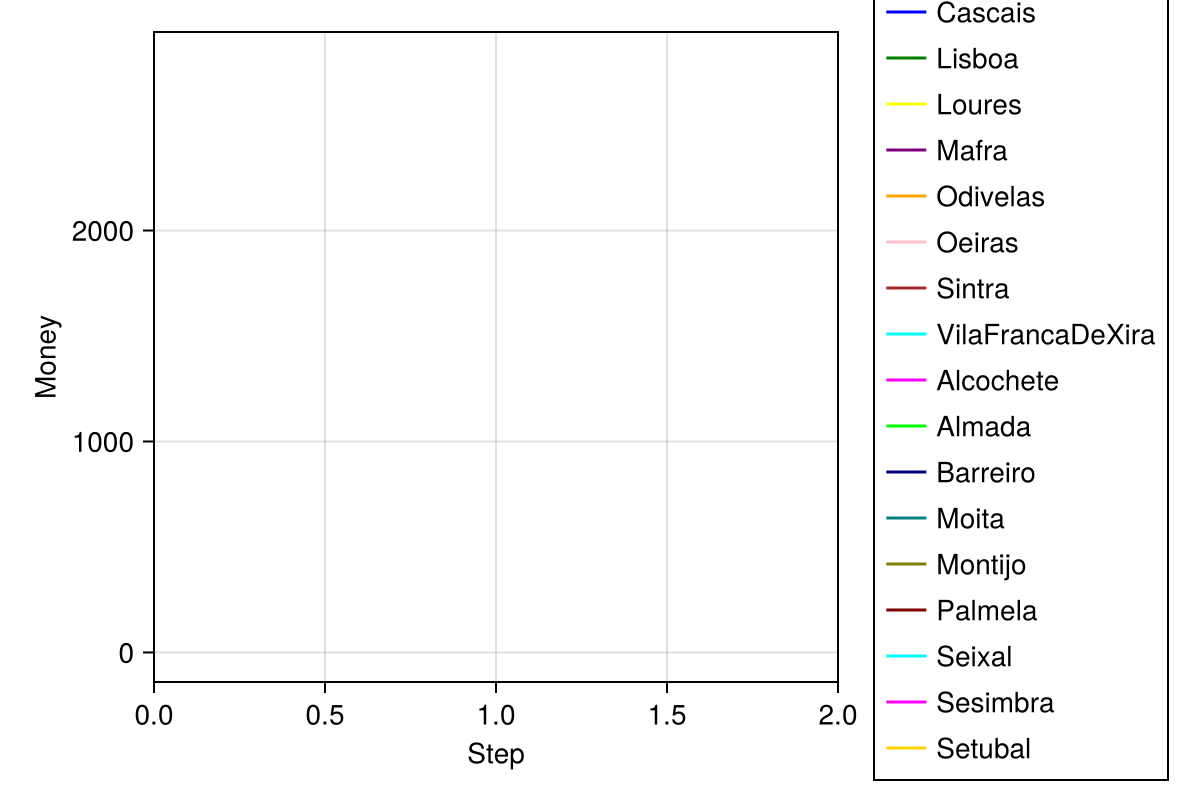 Money
2000
1000
0
0.0 0.5 1.0 1.5 2.0
Step
Cascais
Lisboa
Loures
Mafra
Odivelas
Oeiras
Sintra
VilaFrancaDeXira
Alcochete
Almada
Barreiro
Moita
Montijo
Palmela
Seixal
Sesimbra
Setubal